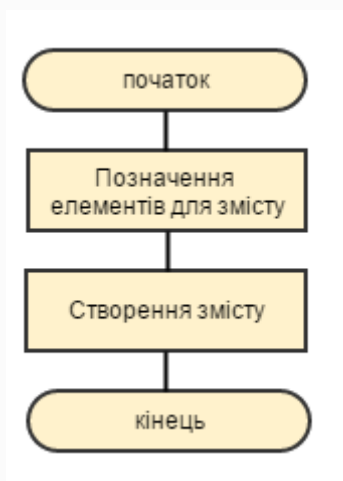 початок
Позначення
елементів для змісту
Створення змісту
кінець